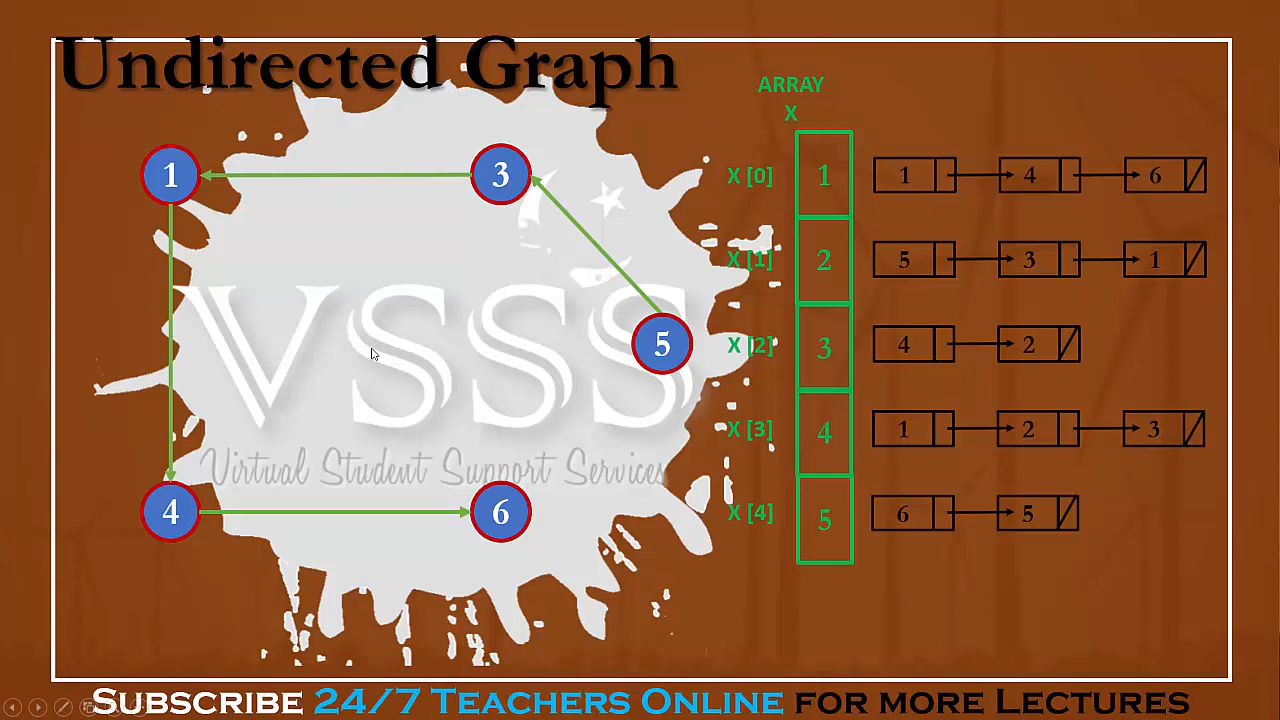 Undirected Graph
ARRAY
X
1 3
X [0] 1 1 4 6
X [1] 2 5 3 1
5
X [2] 3 4 2
VSSS
X [3] 4 1 2 3
Virtual Student Support Services
4 6
X [4] 5 6 5
SUBSCRIBE 24/7 TEACHERS ONLINE FOR MORE LECTURES